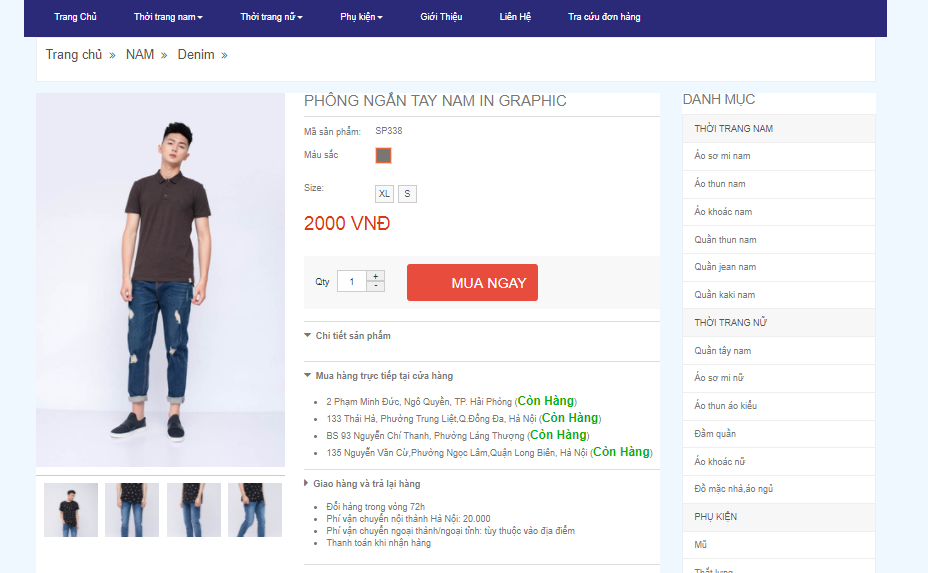 Trang Chủ Thời trang nam Thời trang nữ Phụ kiện Giới Thiệu Liên Hệ Tra cứu đơn hàng
Trang chủ » NAM » Denim »
PHÔNG NGẮN TAY NAM IN GRAPHIC
Mã sản phẩm: SP338
Màu sắc
Size: XL S
2000 VNĐ
Qty 1 + - MUA NGAY
Chi tiết sản phẩm
Mua hàng trực tiếp tại cửa hàng
2 Phạm Minh Đức, Ngô Quyền, TP. Hải Phòng (Còn Hàng)
133 Thái Hà, Phường Trung Liệt,Q.Đống Đa, Hà Nội (Còn Hàng)
BS 93 Nguyễn Chí Thanh, Phường Láng Thượng (Còn Hàng)
135 Nguyễn Văn Cừ,Phường Ngọc Lâm,Quận Long Biên, Hà Nội (Còn Hàng)
Giao hàng và trả lại hàng
Đổi hàng trong vòng 72h
Phí vận chuyển nội thành Hà Nội: 20.000
Phí vận chuyển ngoại thành/ngoại tỉnh: tùy thuộc vào địa điểm
Thanh toán khi nhận hàng
DANH MỤC
THỜI TRANG NAM
Áo sơ mi nam
Áo thun nam
Áo khoác nam
Quần thun nam
Quần jean nam
Quần kaki nam
THỜI TRANG NỮ
Quần tây nam
Áo sơ mi nữ
Áo thun áo kiểu
Đầm quần
Áo khoác nữ
Đồ mặc nhà,áo ngủ
PHỤ KIỆN
Mũ
Thắt lưng